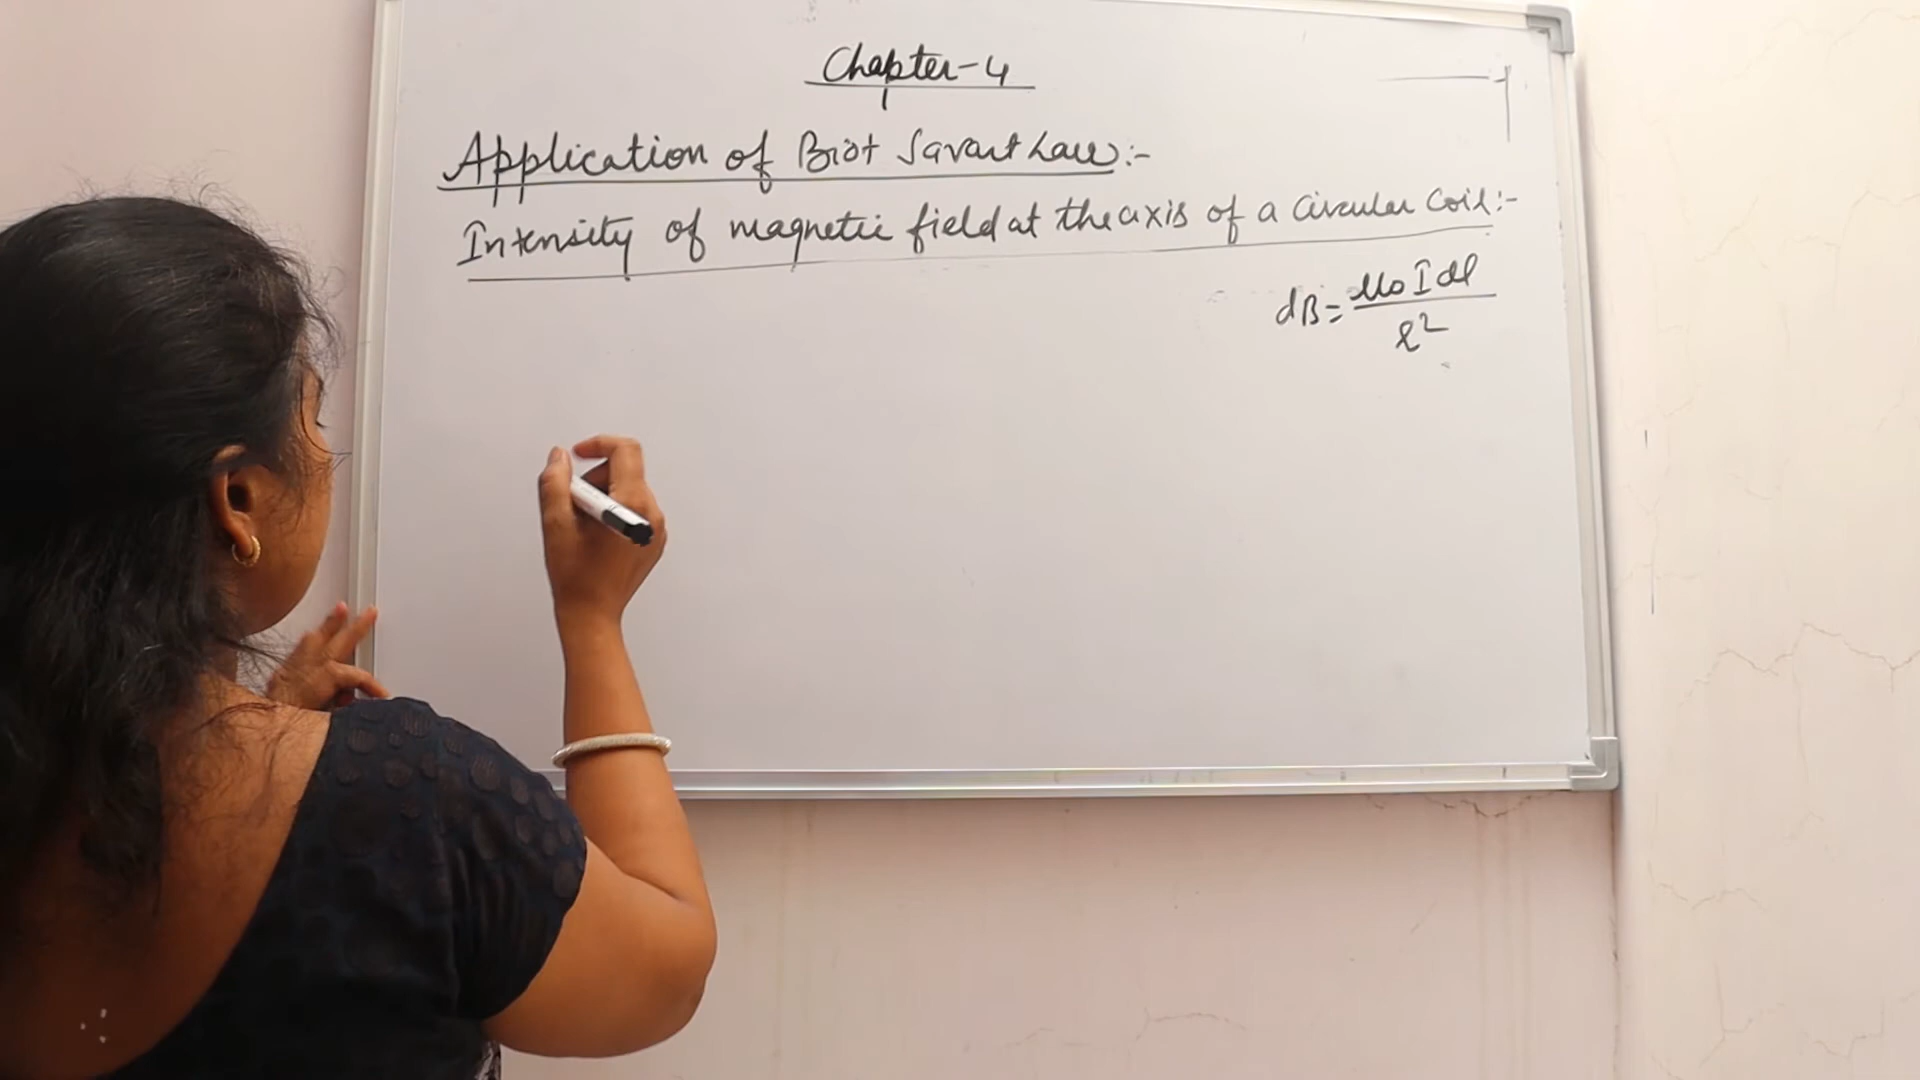 Chapter-4
Application of Biot Savart Law:-
Intensity of magnetic field at the axis of a circular coil:-
dB = μ0 I dl / r²